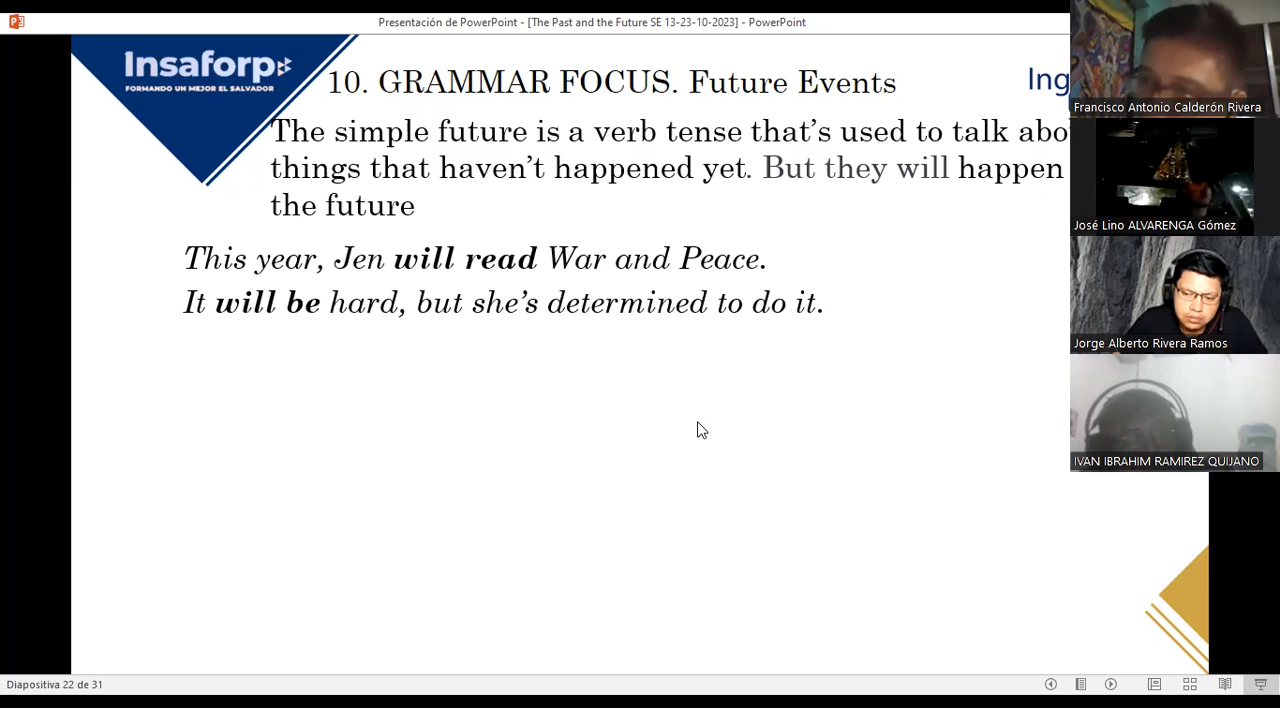 Presentación de PowerPoint - [The Past and the Future SE 13-23-10-2023] - PowerPoint
Insaforp
FORMANDO UN MEJOR EL SALVADOR
10. GRAMMAR FOCUS. Future Events
Ing
The simple future is a verb tense that’s used to talk abo
things that haven’t happened yet. But they will happen
the future
This year, Jen will read War and Peace.
It will be hard, but she’s determined to do it.
Francisco Antonio Calderón Rivera
José Lino ALVARENGA Gómez
Jorge Alberto Rivera Ramos
IVAN IBRAHIM RAMIREZ QUIJANO
Diapositiva 22 de 31